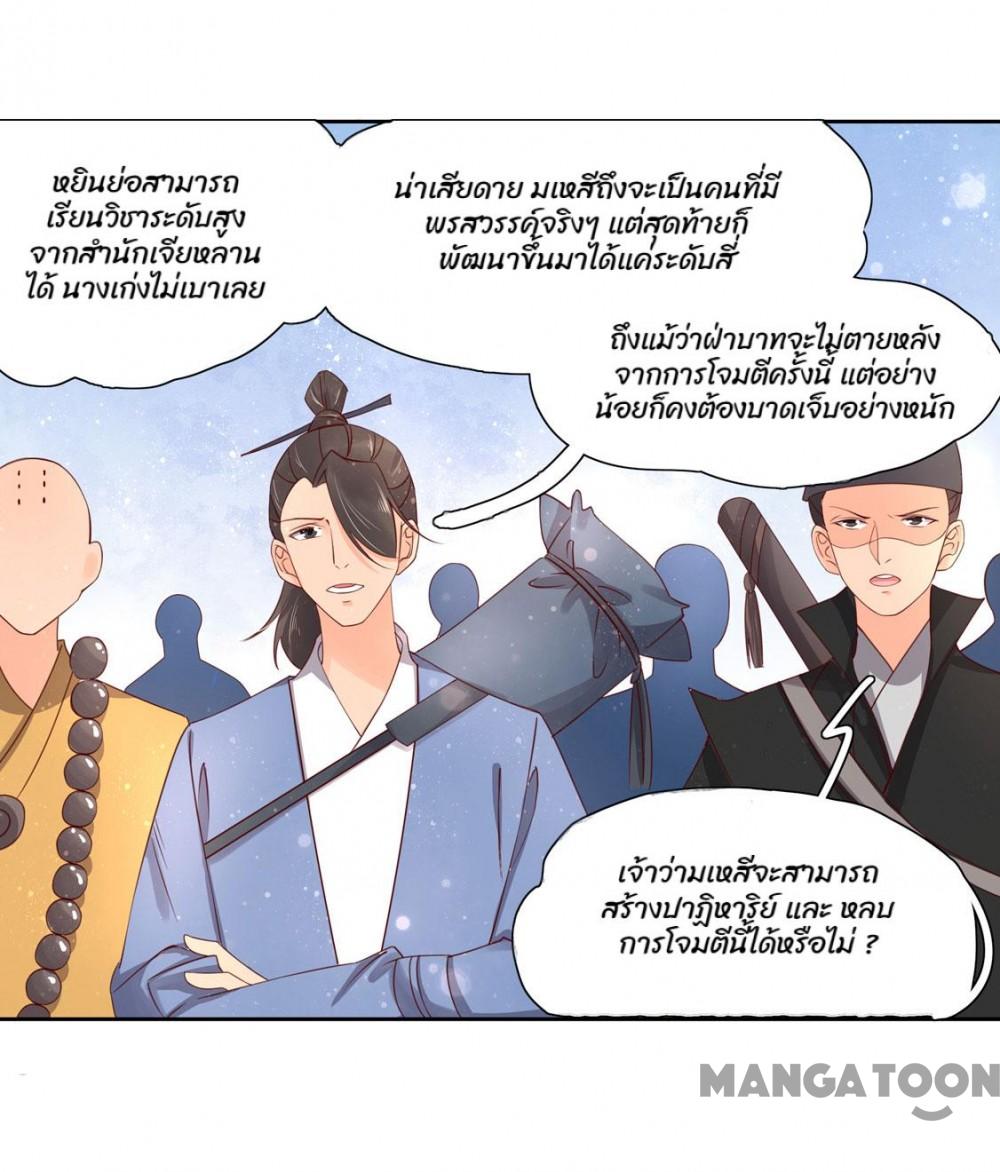 หยินย่อสามารถ
เรียนวิชาระดับสูง
จากสำนักเจียหลาน
ได้ นางเก่งไม่เบาเลย
น่าเสียดาย มเหสีถึงจะเป็นคนที่มี
พรสวรรค์จริงๆ แต่สุดท้ายก็
พัฒนาขึ้นมาได้แค่ระดับสี่
ถึงแม้ว่าฝ่าบาทจะไม่ตายหลัง
จากการโจมตีครั้งนี้ แต่อย่าง
น้อยก็คงต้องบาดเจ็บอย่างหนัก
เจ้าว่ามเหสีจะสามารถ
สร้างปาฏิหาริย์ และ หลบ
การโจมตีนี้ได้หรือไม่ ?
MANGATOON